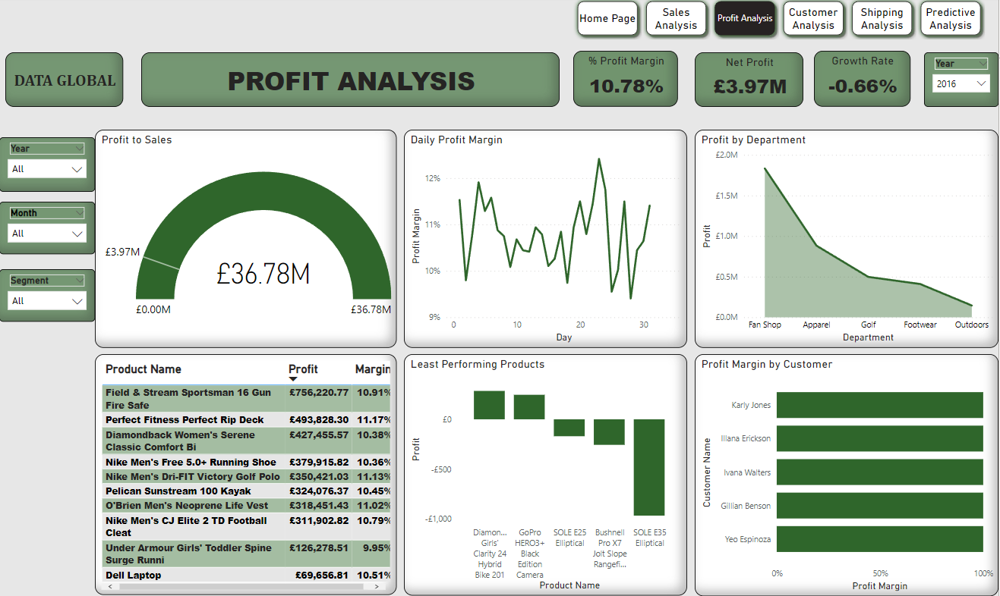 Home Page
Sales
Analysis
Profit Analysis
Customer
Analysis
Shipping
Analysis
Predictive
Analysis
DATA GLOBAL
PROFIT ANALYSIS
% Profit Margin
10.78%
Net Profit
£3.97M
Growth Rate
-0.66%
Year
2016
Year
All
Month
All
Segment
All
Profit to Sales
£3.97M
£36.78M
£0.00M
£36.78M
Daily Profit Margin
Profit Margin
12%
11%
10%
9%
0
10
20
30
Day
Profit by Department
Profit
£2.0M
£1.5M
£1.0M
£0.5M
£0.0M
Fan Shop
Apparel
Golf
Footwear
Outdoors
Department
Product Name Profit Margin
Field & Stream Sportsman 16 Gun £756,220.77 10.91%
Fire Safe
Perfect Fitness Perfect Rip Deck £493,828.30 11.17%
Diamondback Women's Serene £427,455.57 10.38%
Classic Comfort Bi
Nike Men's Free 5.0+ Running Shoe £379,915.82 10.36%
Nike Men's Dri-FIT Victory Golf Polo £350,421.03 11.13%
Pelican Sunstream 100 Kayak £324,076.37 10.45%
O'Brien Men's Neoprene Life Vest £318,451.43 11.02%
Nike Men's CJ Elite 2 TD Football £311,902.82 10.79%
Cleat
Under Armour Girls' Toddler Spine £126,278.51 9.95%
Surge Runni
Dell Laptop £69,656.81 10.51%
Least Performing Products
Profit
£0
-£500
-£1,000
Diamon...
Girls'
Clarity 24
Hybrid
Bike 201
GoPro
HERO3+
Black
Edition
Camera
SOLE E25
Elliptical
Bushnell
Pro X7
Jolt Slope
Rangefi...
SOLE E35
Elliptical
Product Name
Profit Margin by Customer
Customer Name
Karly Jones
Illana Erickson
Ivana Walters
Gillian Benson
Yeo Espinoza
0%
50%
100%
Profit Margin